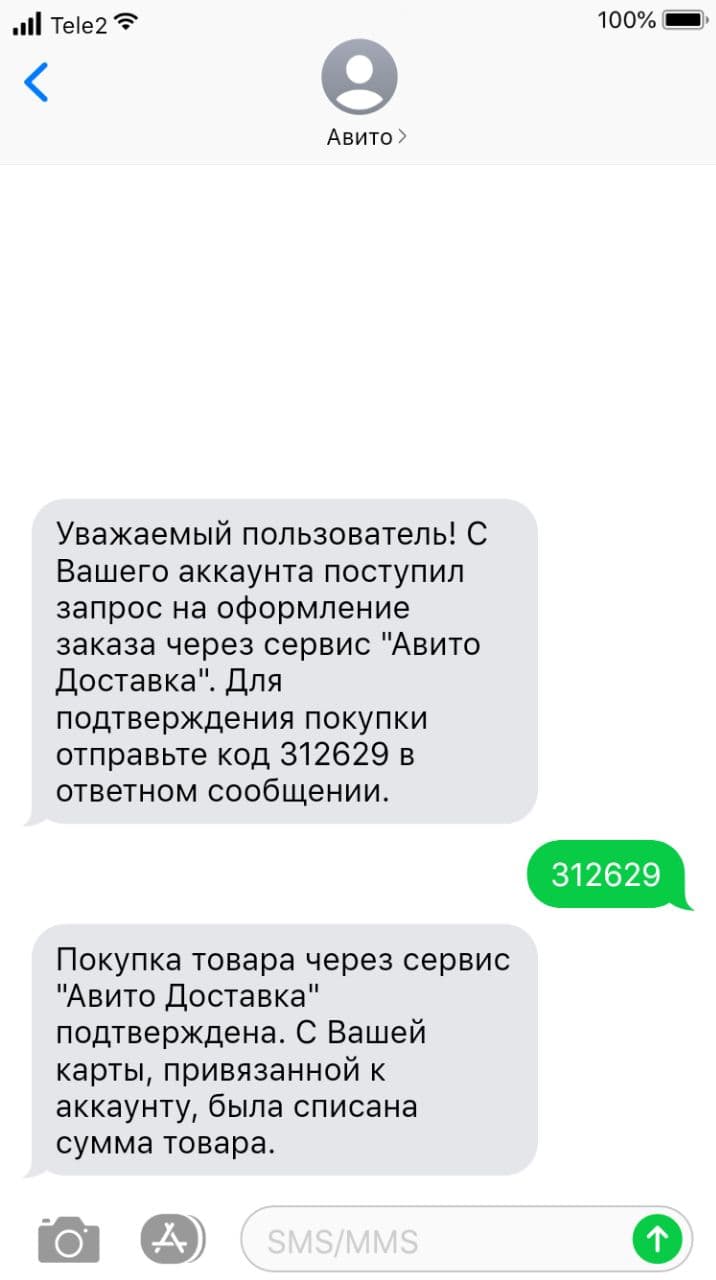 Tele2 100%
Авито
Уважаемый пользователь! С
Вашего аккаунта поступил
запрос на оформление
заказа через сервис "Авито
Доставка". Для
подтверждения покупки
отправьте код 312629 в
ответном сообщении.
312629
Покупка товара через сервис
"Авито Доставка"
подтверждена. С Вашей
карты, привязанной к
аккаунту, была списана
сумма товара.
SMS/MMS